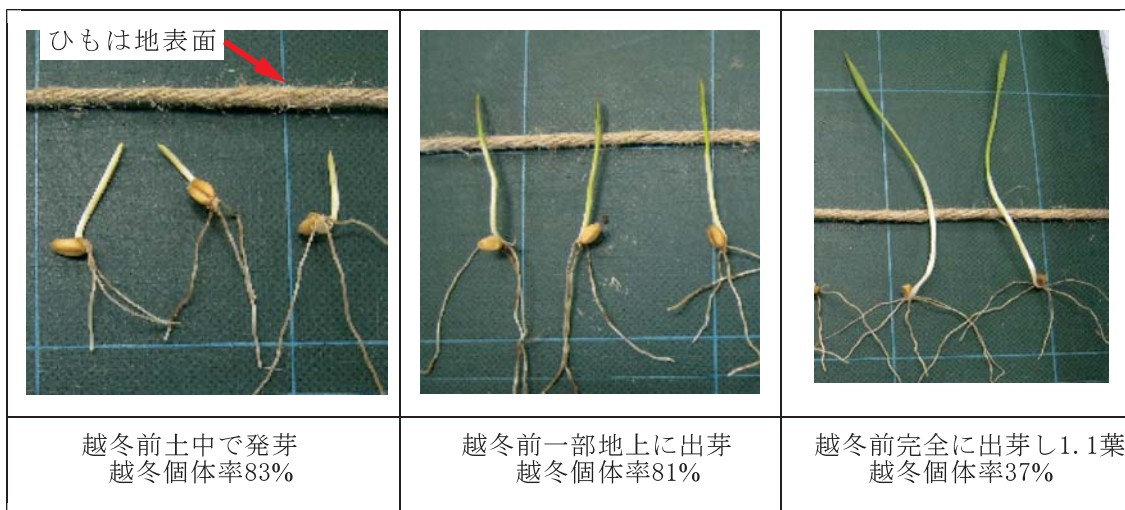 ひもは地表面
越冬前土中で発芽
越冬個体率83%
越冬前一部地上に出芽
越冬個体率81%
越冬前完全に出芽し1.1葉
越冬個体率37%